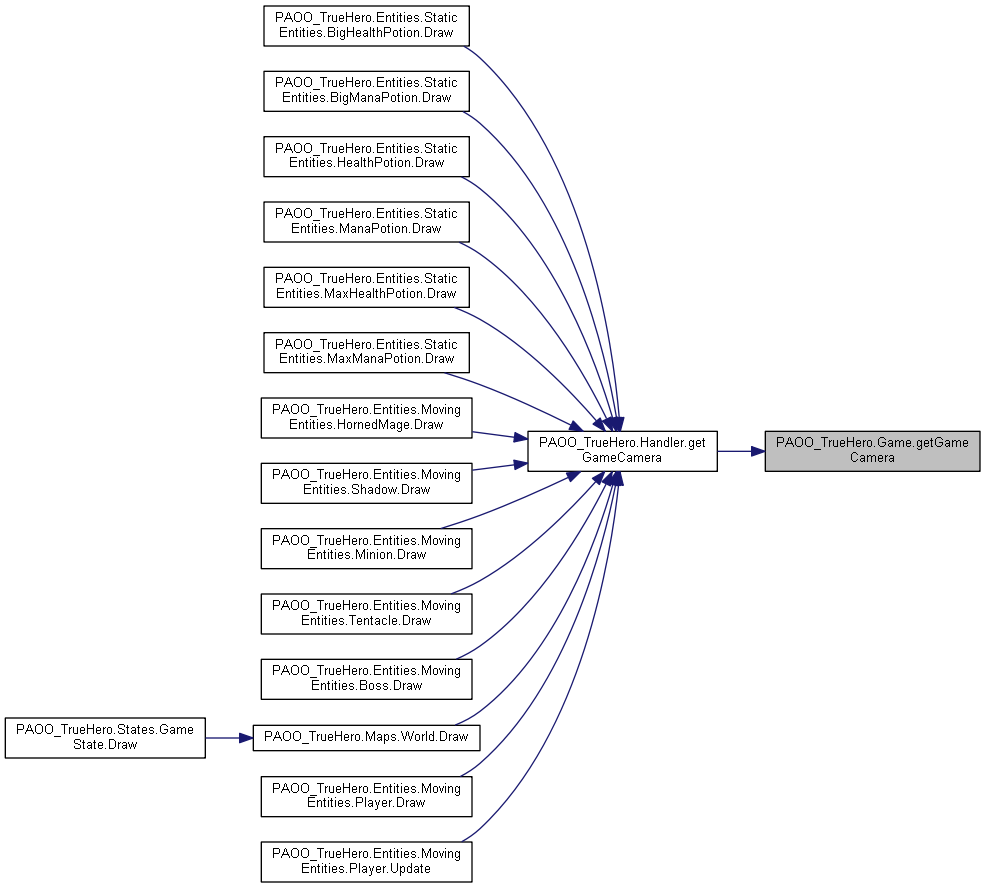 PAOO_TrueHero.Entities.Static
Entities.BigHealthPotion.Draw
PAOO_TrueHero.Entities.Static
Entities.BigManaPotion.Draw
PAOO_TrueHero.Entities.Static
Entities.HealthPotion.Draw
PAOO_TrueHero.Entities.Static
Entities.ManaPotion.Draw
PAOO_TrueHero.Entities.Static
Entities.MaxHealthPotion.Draw
PAOO_TrueHero.Entities.Static
Entities.MaxManaPotion.Draw
PAOO_TrueHero.Entities.Moving
Entities.HornedMage.Draw
PAOO_TrueHero.Handler.get
GameCamera
PAOO_TrueHero.Game.getGame
Camera
PAOO_TrueHero.Entities.Moving
Entities.Shadow.Draw
PAOO_TrueHero.Entities.Moving
Entities.Minion.Draw
PAOO_TrueHero.Entities.Moving
Entities.Tentacle.Draw
PAOO_TrueHero.Entities.Moving
Entities.Boss.Draw
PAOO_TrueHero.States.Game
State.Draw
PAOO_TrueHero.Maps.World.Draw
PAOO_TrueHero.Entities.Moving
Entities.Player.Draw
PAOO_TrueHero.Entities.Moving
Entities.Player.Update